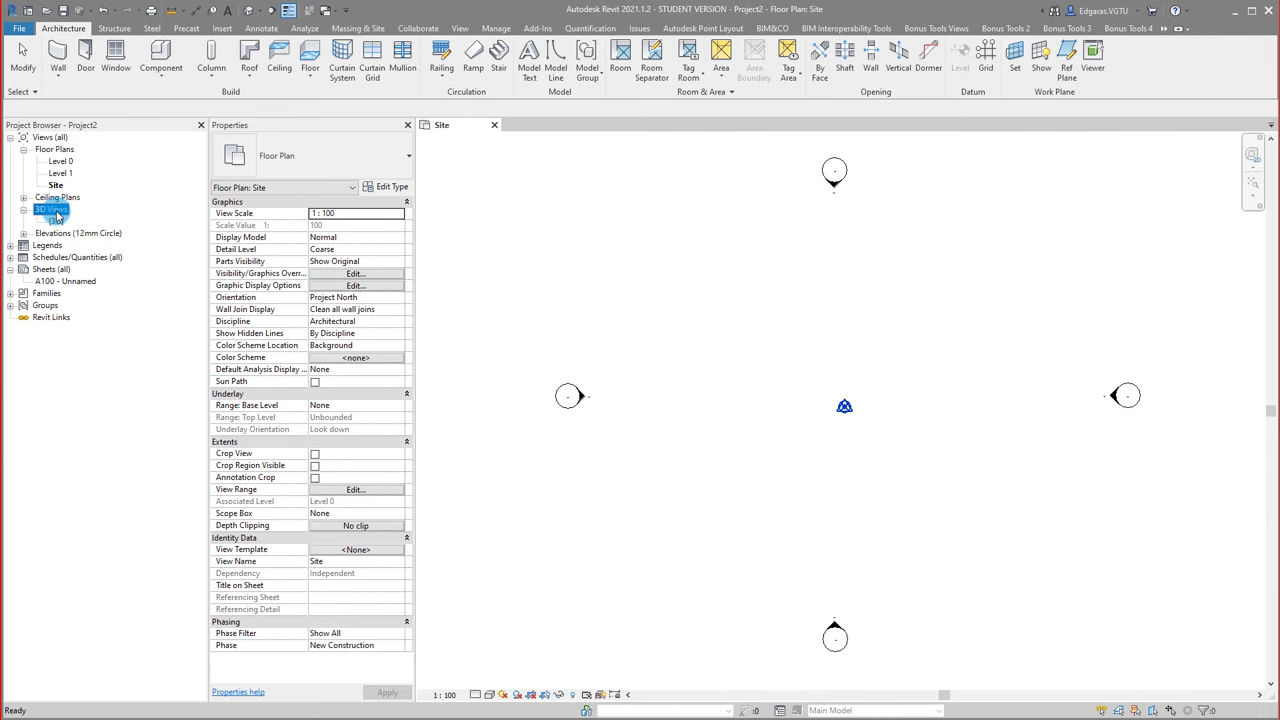 Autodesk Revit 2021.1.2 - STUDENT VERSION - Project2 - Floor Plan: Site
Edgaras.VGTU
File Architecture Structure Steel Precast Insert Annotate Analyze Massing & Site Collaborate View Manage Add-Ins Quantification Issues Autodesk Point Layout BIM&CO BIM Interoperability Tools Bonus Tools Bonus Tools 2 Bonus Tools 3 Bonus Tools 4
Modify Wall Door Window Component Column Roof Ceiling Floor Curtain System Curtain Grid Mullion Railing Ramp Stair Model Text Model Line Model Group Room Room Separator Tag Room Area Area Boundary Tag Area By Face Shaft Wall Vertical Dormer Level Grid Set Show Ref Plane Viewer
Select Build Circulation Model Room & Area Opening Datum Work Plane
Project Browser - Project2
Views (all)
Floor Plans
Level 0
Level 1
Site
Ceiling Plans
3D Views
Elevations (12mm Circle)
Legends
Schedules/Quantities (all)
Sheets (all)
A100 - Unnamed
Families
Groups
Revit Links
Properties
Floor Plan
Floor Plan: Site Edit Type
Graphics
View Scale 1 : 100
Scale Value 1: 100
Display Model Normal
Detail Level Coarse
Parts Visibility Show Original
Visibility/Graphics Overr... Edit...
Graphic Display Options Edit...
Orientation Project North
Wall Join Display Clean all wall joins
Discipline Architectural
Show Hidden Lines By Discipline
Color Scheme Location Background
Color Scheme <none>
Default Analysis Display ... None
Sun Path
Underlay
Range: Base Level None
Range: Top Level Unbounded
Underlay Orientation Look down
Extents
Crop View
Crop Region Visible
Annotation Crop
View Range Edit...
Associated Level Level 0
Scope Box None
Depth Clipping No clip
Identity Data
View Template <None>
View Name Site
Dependency Independent
Title on Sheet
Referencing Sheet
Referencing Detail
Phasing
Phase Filter Show All
Phase New Construction
Properties help Apply
Site
1 : 100
Ready
:0 Main Model :0